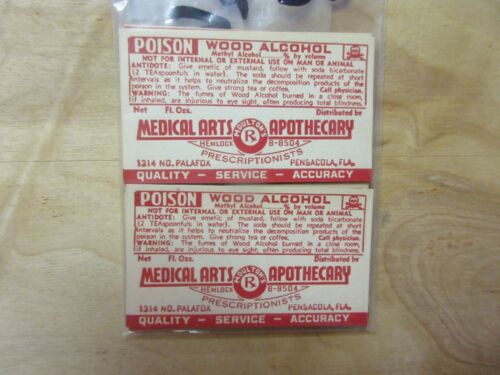 POISON WOOD ALCOHOL
Methyl Alcohol......% by volume
NOT FOR INTERNAL OR EXTERNAL USE ON MAN OR ANIMAL
ANTIDOTE: Give emetic of mustard, follow with soda bicarbonate
(2 TEAspoonfuls in water). The soda should be repeated at short
intervals as it helps to neutralize the decomposition products of the
poison in the system. Give strong tea or coffee. Call physician.
WARNING: The fumes of Wood Alcohol burned in a close room,
(if inhaled, are injurious to eye sight, often producing total blindness.
Net Fl. Ozs. Distributed by
MEDICAL ARTS MOULTON'S Rx APOTHECARY
HEMLOCK 8-8504
PRESCRIPTIONISTS
1314 NO. PALAFOX PENSACOLA, FLA.
QUALITY - SERVICE - ACCURACY
POISON WOOD ALCOHOL
Methyl Alcohol......% by volume
NOT FOR INTERNAL OR EXTERNAL USE ON MAN OR ANIMAL
ANTIDOTE: Give emetic of mustard, follow with soda bicarbonate
(2 TEAspoonfuls in water). The soda should be repeated at short
intervals as it helps to neutralize the decomposition products of the
poison in the system. Give strong tea or coffee. Call physician.
WARNING: The fumes of Wood Alcohol burned in a close room,
(if inhaled, are injurious to eye sight, often producing total blindness.
Net Fl. Ozs. Distributed by
MEDICAL ARTS MOULTON'S Rx APOTHECARY
HEMLOCK 8-8504
PRESCRIPTIONISTS
1314 NO. PALAFOX PENSACOLA, FLA.
QUALITY - SERVICE - ACCURACY